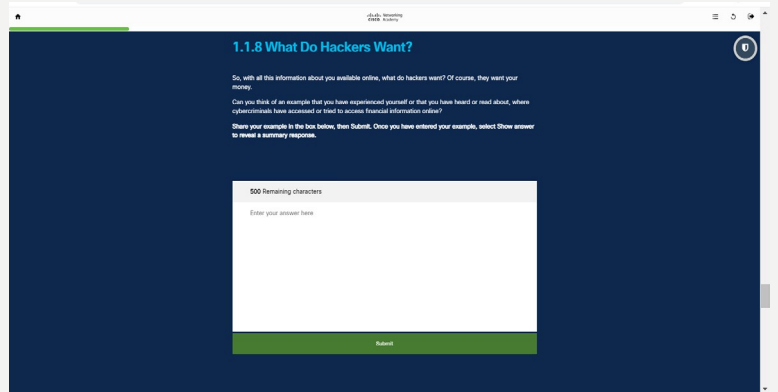 Networking
CISCO Academy
1.1.8 What Do Hackers Want?
So, with all this information about you available online, what do hackers want? Of course, they want your
money.
Can you think of an example that you have experienced yourself or that you have heard or read about, where
cybercriminals have accessed or tried to access financial information online?
Share your example in the box below, then Submit. Once you have entered your example, select Show answer
to reveal a summary response.
500 Remaining characters
Enter your answer here
Submit